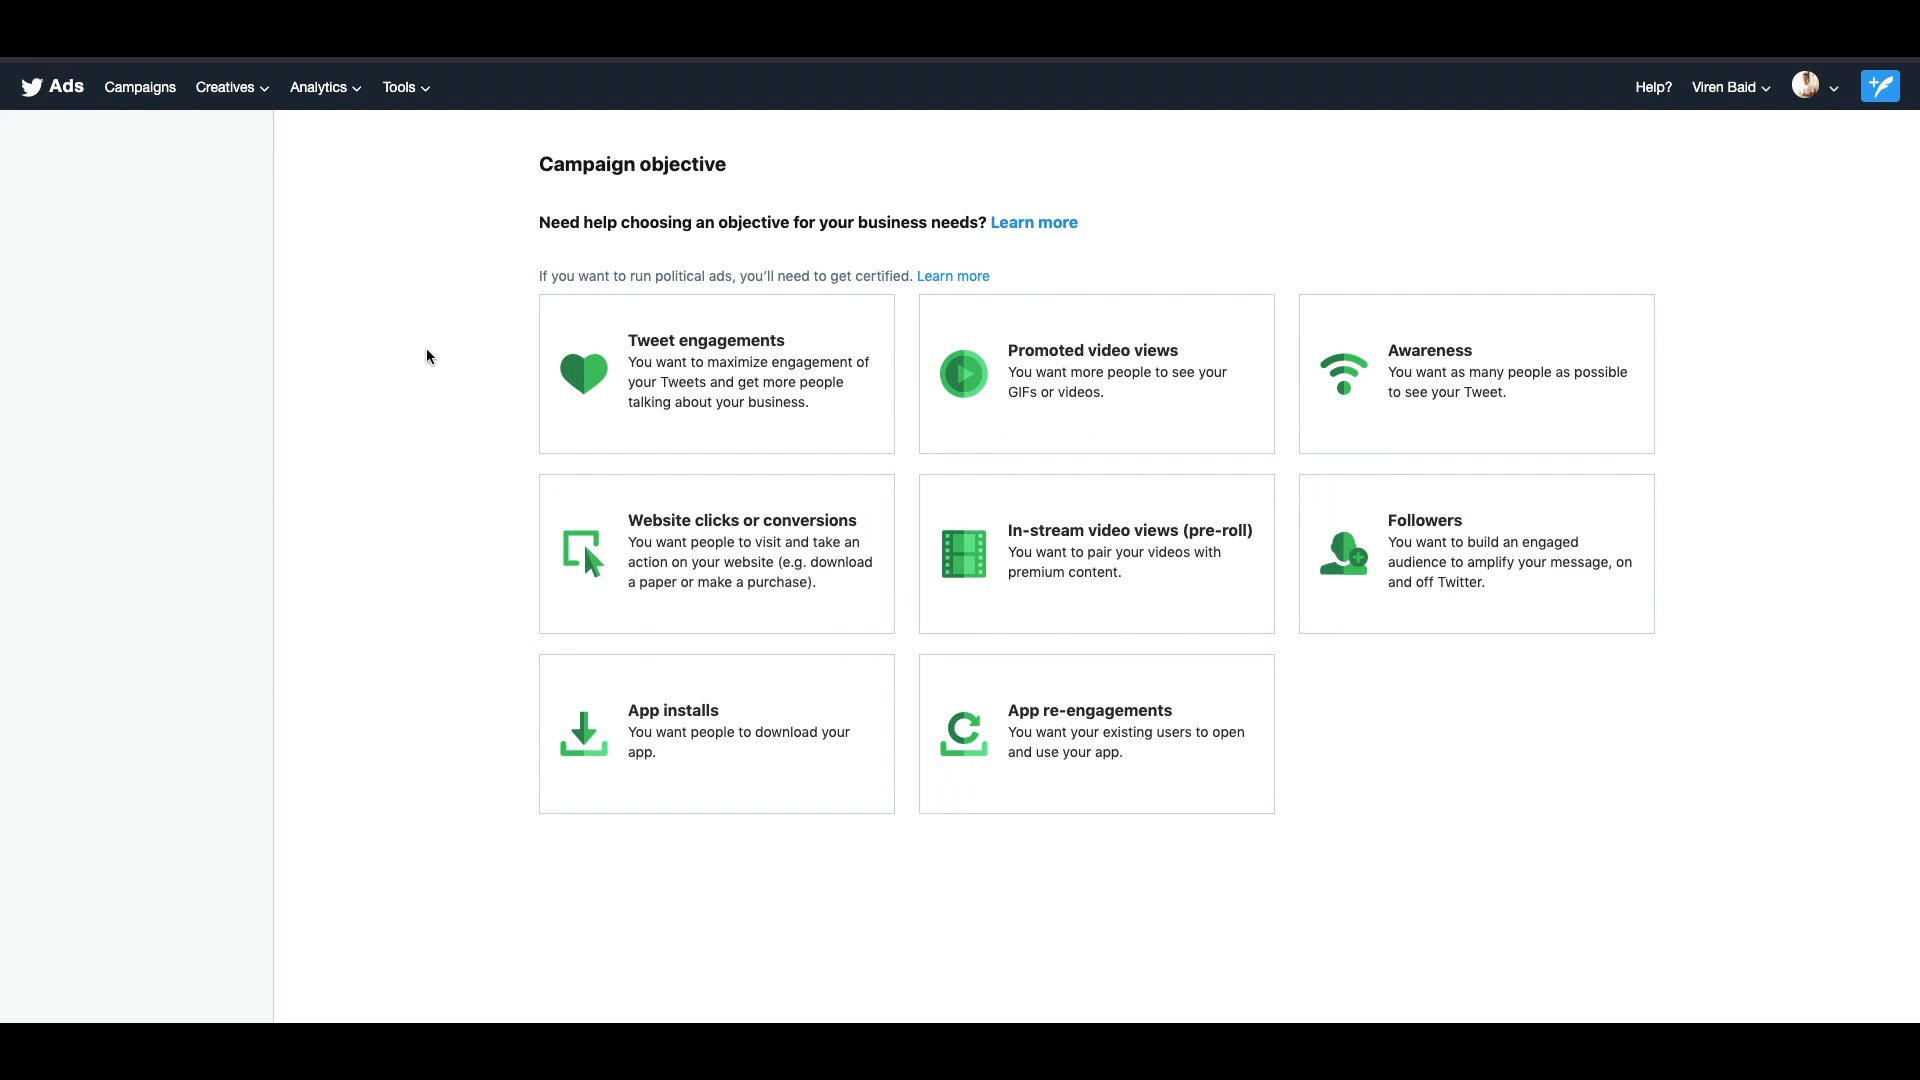 Ads Campaigns Creatives Analytics Tools Help? Viren Baid
Campaign objective
Need help choosing an objective for your business needs? Learn more
If you want to run political ads, you'll need to get certified. Learn more
Tweet engagements
You want to maximize engagement of
your Tweets and get more people
talking about your business.
Promoted video views
You want more people to see your
GIFs or videos.
Awareness
You want as many people as possible
to see your Tweet.
Website clicks or conversions
You want people to visit and take an
action on your website (e.g. download
a paper or make a purchase).
In-stream video views (pre-roll)
You want to pair your videos with
premium content.
Followers
You want to build an engaged
audience to amplify your message, on
and off Twitter.
App installs
You want people to download your
app.
App re-engagements
You want your existing users to open
and use your app.